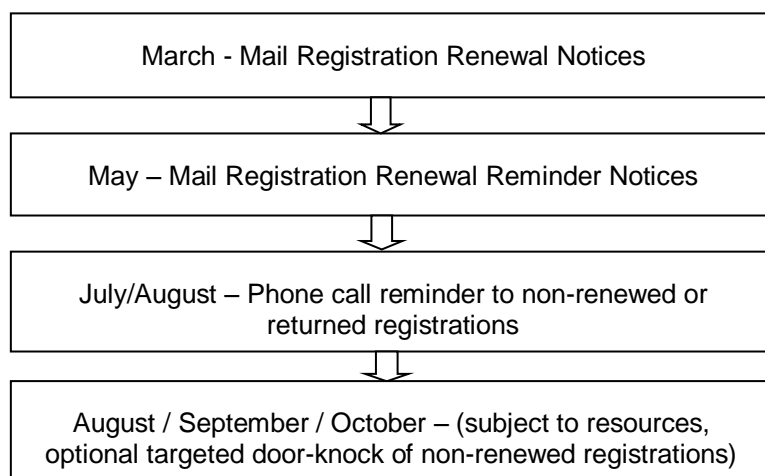 March - Mail Registration Renewal Notices
May – Mail Registration Renewal Reminder Notices
July/August – Phone call reminder to non-renewed or
returned registrations
August / September / October – (subject to resources,
optional targeted door-knock of non-renewed registrations)